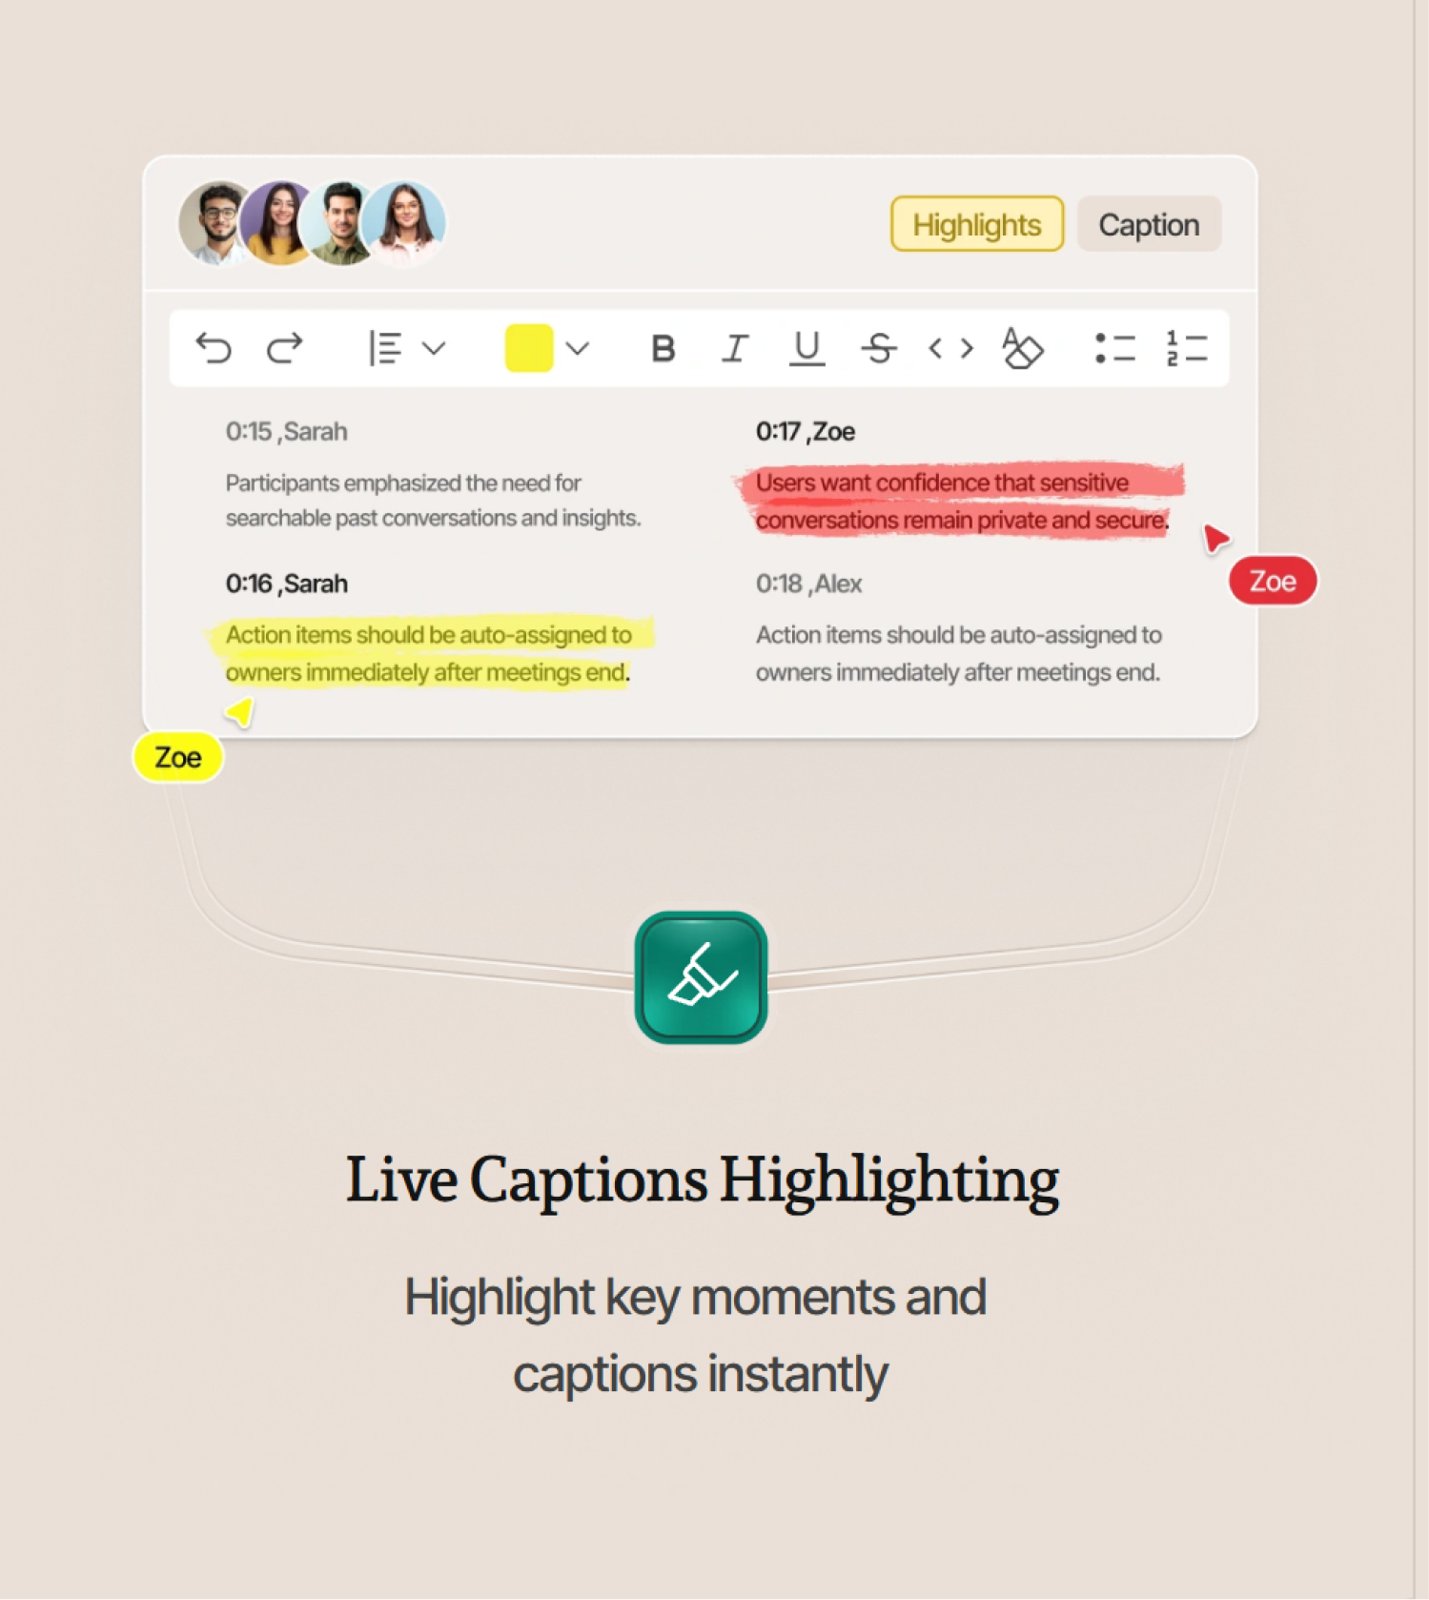 Highlights
Caption
B I U S < > A
1
2
0:15 ,Sarah
Participants emphasized the need for
searchable past conversations and insights.
0:16 ,Sarah
Action items should be auto-assigned to
owners immediately after meetings end.
Zoe
0:17 ,Zoe
Users want confidence that sensitive
conversations remain private and secure.
Zoe
0:18 ,Alex
Action items should be auto-assigned to
owners immediately after meetings end.
Live Captions Highlighting
Highlight key moments and
captions instantly